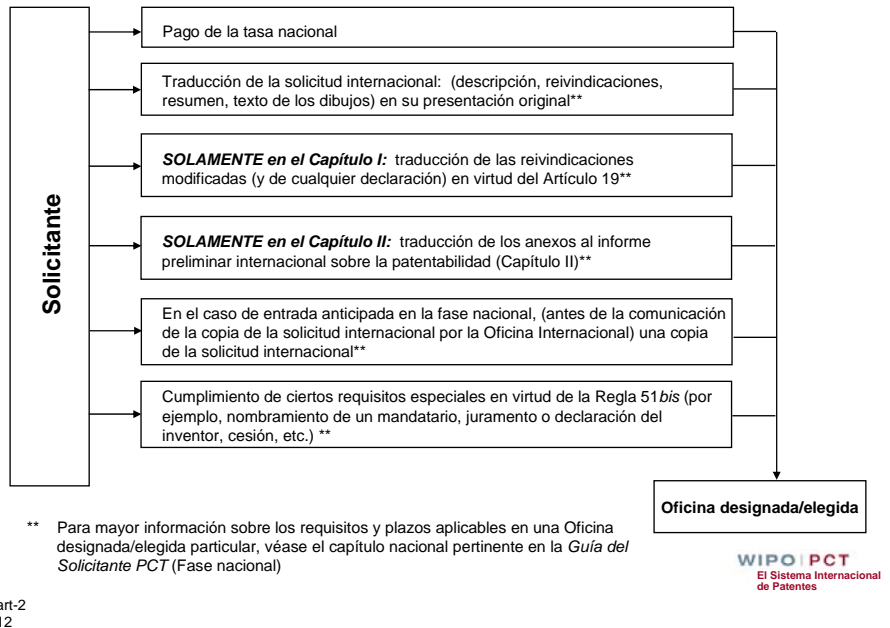 Solicitante
Pago de la tasa nacional
Traducción de la solicitud internacional: (descripción, reivindicaciones,
resumen, texto de los dibujos) en su presentación original**
SOLAMENTE en el Capítulo I: traducción de las reivindicaciones
modificadas (y de cualquier declaración) en virtud del Artículo 19**
SOLAMENTE en el Capítulo II: traducción de los anexos al informe
preliminar internacional sobre la patentabilidad (Capítulo II)**
En el caso de entrada anticipada en la fase nacional, (antes de la comunicación
de la copia de la solicitud internacional por la Oficina Internacional) una copia
de la solicitud internacional**
Cumplimiento de ciertos requisitos especiales en virtud de la Regla 51bis (por
ejemplo, nombramiento de un mandatario, juramento o declaración del
inventor, cesión, etc.) **
Oficina designada/elegida
** Para mayor información sobre los requisitos y plazos aplicables en una Oficina
designada/elegida particular, véase el capítulo nacional pertinente en la Guía del
Solicitante PCT (Fase nacional)
WIPO | PCT
El Sistema Internacional
de Patentes
art-2
12